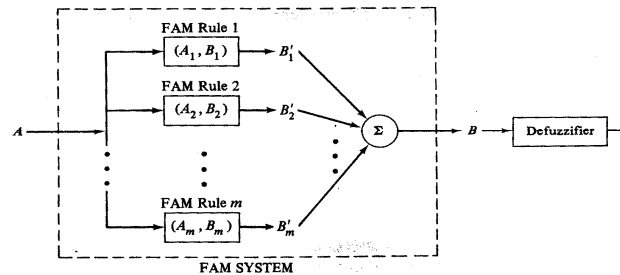 FAM Rule 1
(A₁, B₁)
B′₁
FAM Rule 2
(A₂, B₂)
B′₂
A
Σ
B
Defuzzifier
FAM Rule m
(Aₘ, Bₘ)
B′ₘ
FAM SYSTEM